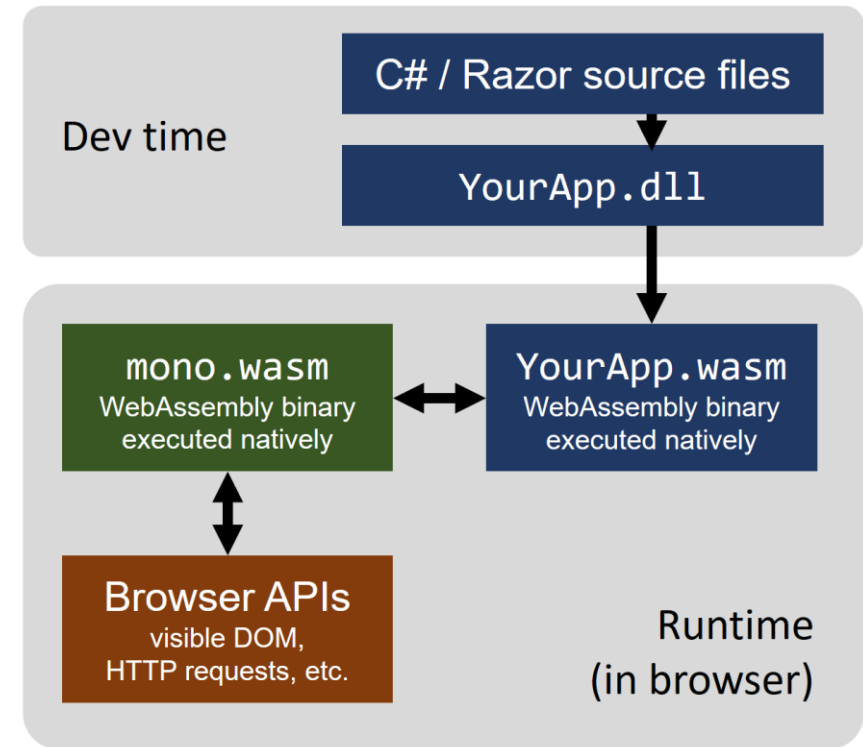 C# / Razor source files
Dev time
YourApp.dll
mono.wasm
WebAssembly binary
executed natively
YourApp.wasm
WebAssembly binary
executed natively
Browser APIs
visible DOM,
HTTP requests, etc.
Runtime
(in browser)